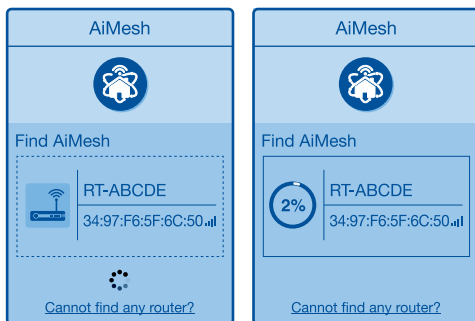 AiMesh
Find AiMesh
RT-ABCDE
34:97:F6:5F:6C:50
Cannot find any router?
AiMesh
Find AiMesh
2%
RT-ABCDE
34:97:F6:5F:6C:50
Cannot find any router?